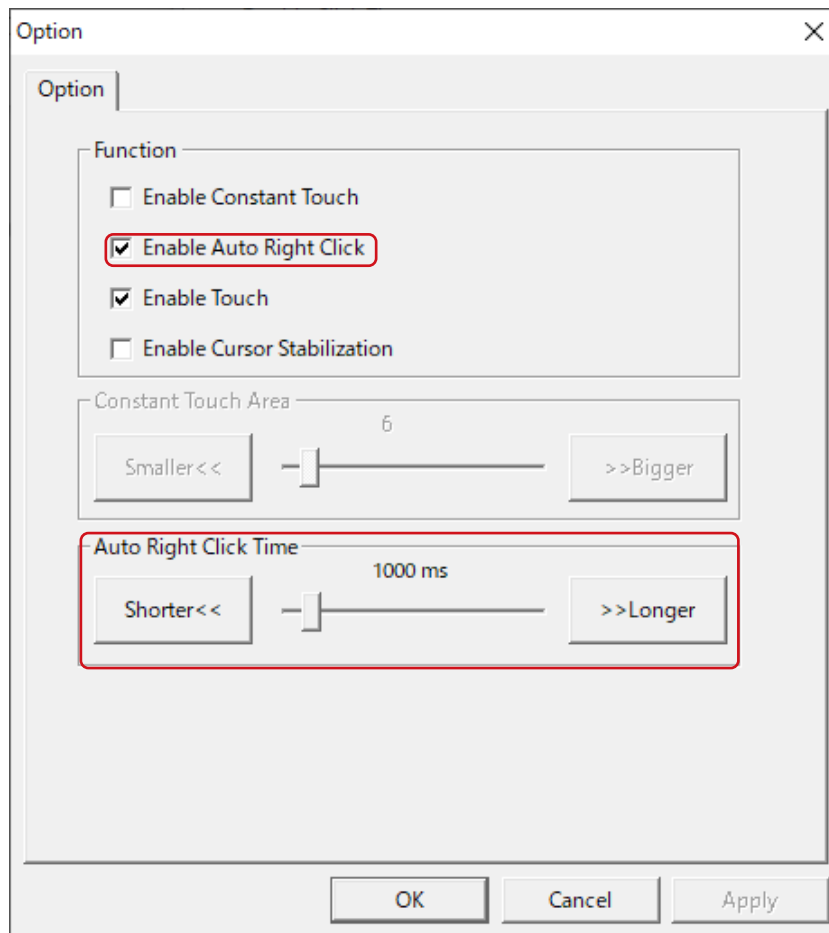 Option
Option
Function
Enable Constant Touch
Enable Auto Right Click
Enable Touch
Enable Cursor Stabilization
Constant Touch Area
6
Smaller<<
>>Bigger
Auto Right Click Time
1000 ms
Shorter<<
>>Longer
OK
Cancel
Apply